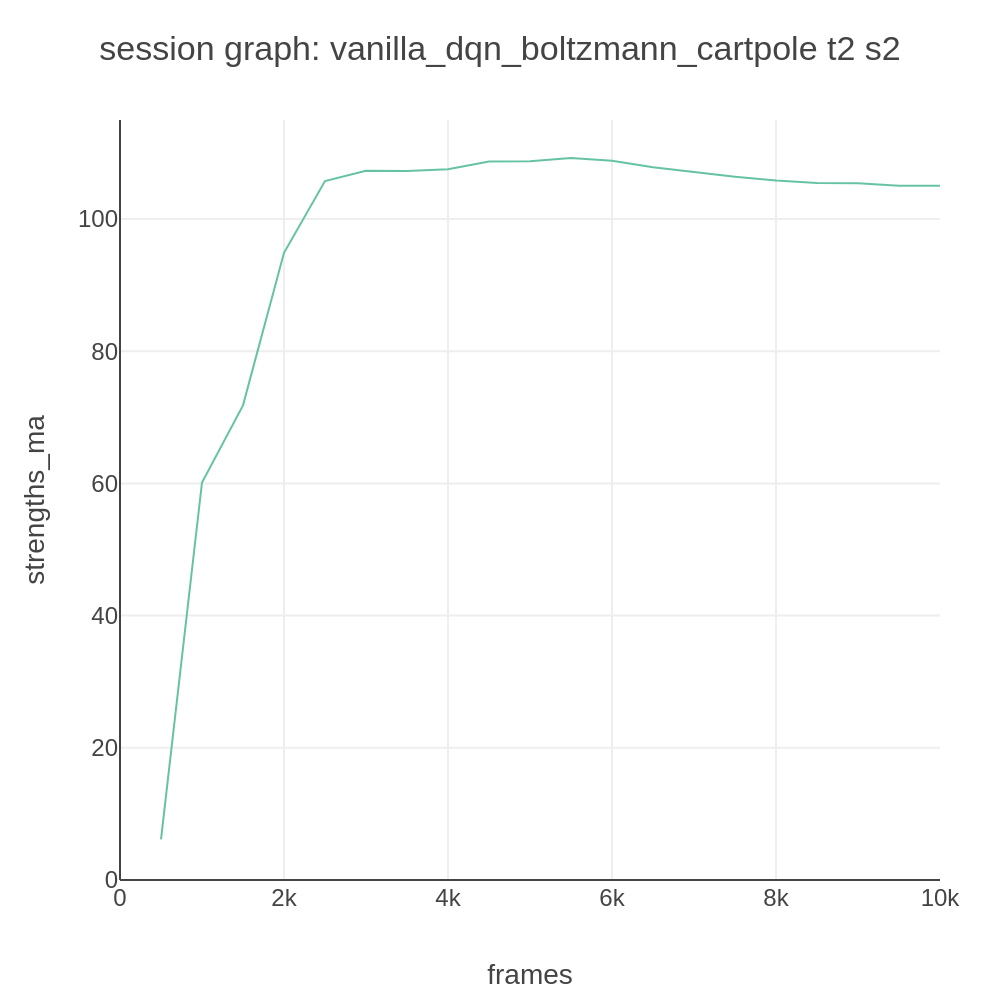 session graph: vanilla_dqn_boltzmann_cartpole t2 s2
strengths_ma
100
80
60
40
20
0
0 2k 4k 6k 8k 10k
frames